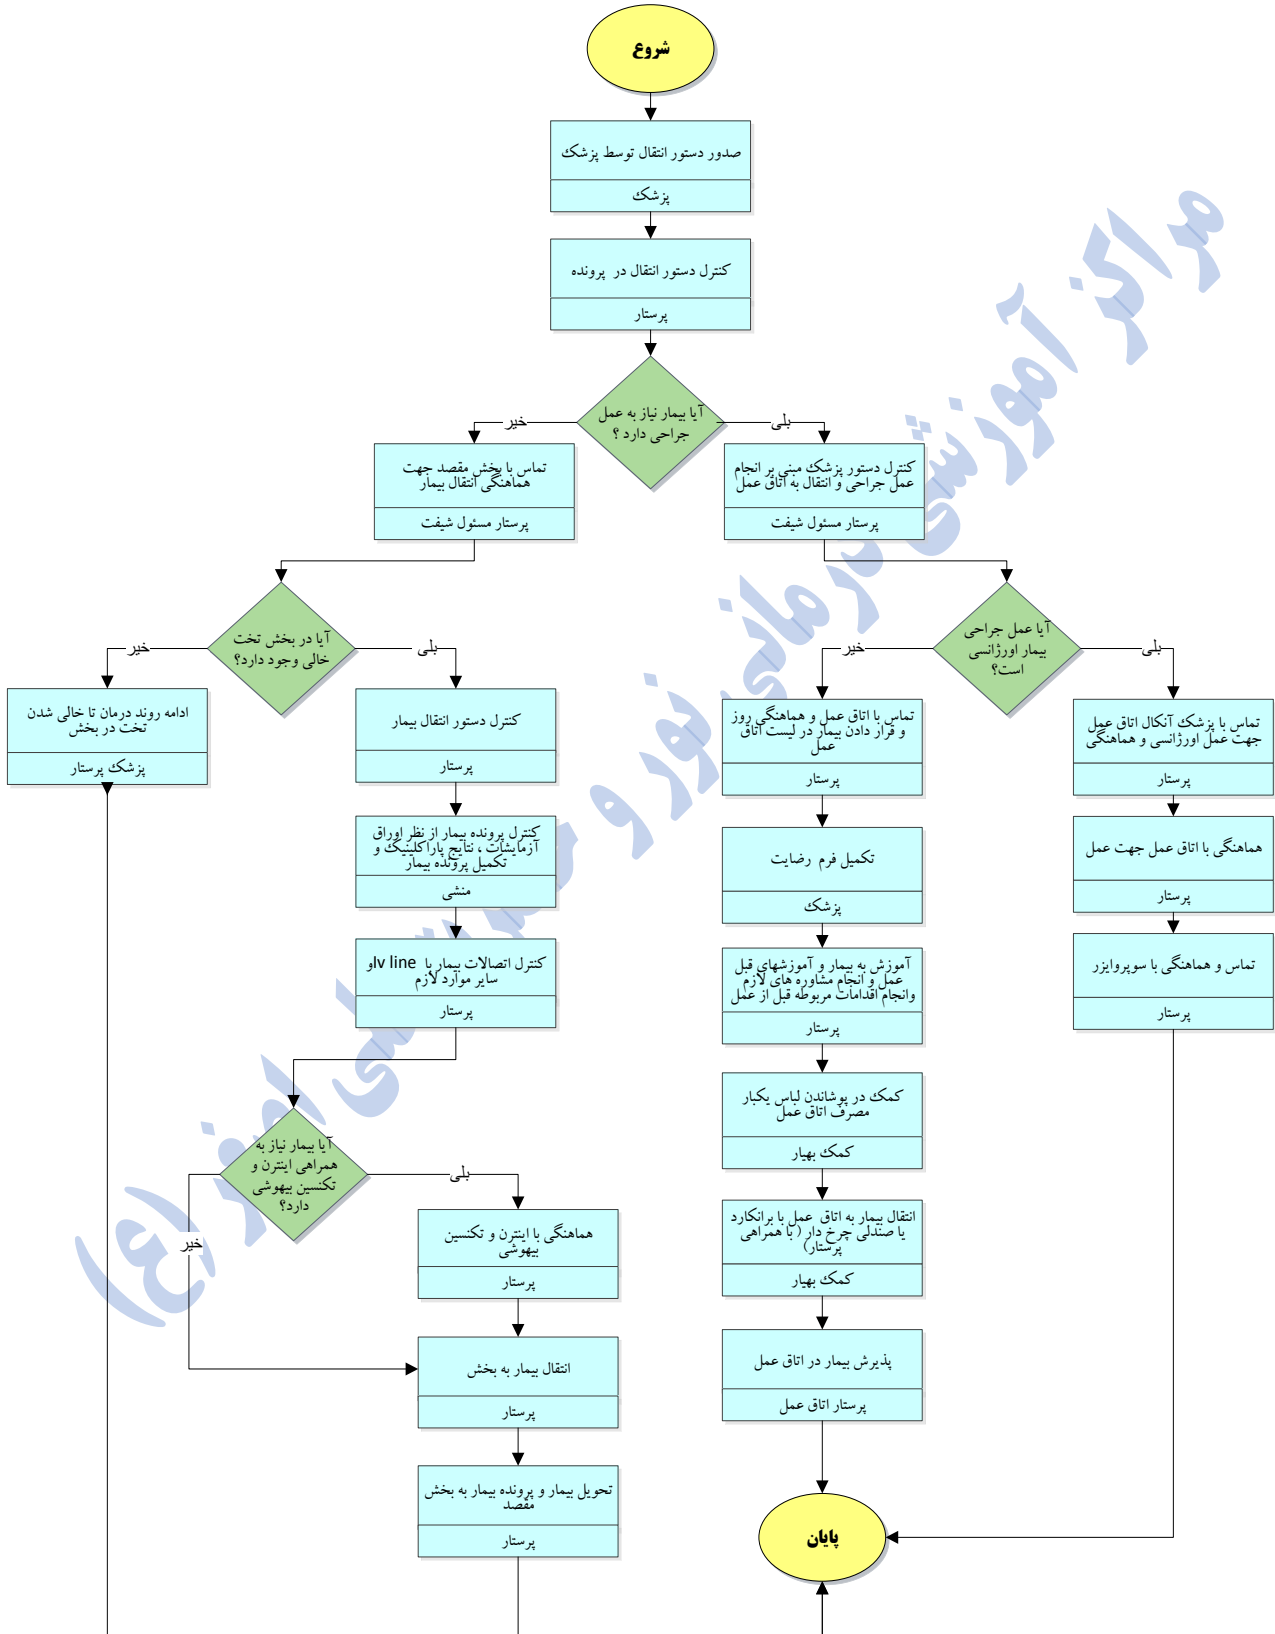 شروع
صدور دستور انتقال توسط پزشک
پزشک
کنترل دستور انتقال در پرونده
پرستار
آیا بیمار نیاز به عمل
جراحی دارد ؟
خیر
بلی
تماس با بخش مقصد جهت
هماهنگی انتقال بیمار
پرستار مسئول شیفت
کنترل دستور پزشک مبنی بر انجام
عمل جراحی و انتقال به اتاق عمل
پرستار مسئول شیفت
آیا عمل جراحی
بیمار اورژانسی
است؟
بلی
خیر
آیا در بخش تخت
خالی وجود دارد؟
بلی
خیر
تماس با پزشک آنکال اتاق عمل
جهت عمل اورژانسی و هماهنگی
پرستار
هماهنگی با اتاق عمل جهت عمل
پرستار
تماس و هماهنگی با سوپروایزر
پرستار
تماس با اتاق عمل و هماهنگی روز
و قرار دادن بیمار در لیست اتاق
عمل
پرستار
تکمیل فرم رضایت
پزشک
آموزش به بیمار و آموزشهای قبل
عمل و انجام مشاوره های لازم
وانجام اقدامات مربوطه قبل از عمل
پرستار
کمک در پوشاندن لباس یکبار
مصرف اتاق عمل
کمک بهیار
انتقال بیمار به اتاق عمل با برانکارد
یا صندلی چرخ دار ( با همراهی
پرستار)
کمک بهیار
پذیرش بیمار در اتاق عمل
پرستار اتاق عمل
پایان
کنترل دستور انتقال بیمار
پرستار
کنترل پرونده بیمار از نظر اوراق
آزمایشات ، نتایج پاراکلینیک و
تکمیل پرونده بیمار
منشی
کنترل اتصالات بیمار با Iv line و
سایر موارد لازم
پرستار
آیا بیمار نیاز به
همراهی اینترن و
تکنسین بیهوشی
دارد؟
بلی
خیر
هماهنگی با اینترن و تکنسین
بیهوشی
پرستار
انتقال بیمار به بخش
پرستار
تحویل بیمار و پرونده بیمار به بخش
مقصد
پرستار
ادامه روند درمان تا خالی شدن
تخت در بخش
پزشک پرستار
مراکز آموزشی درمانی نور و اصغر (ع)